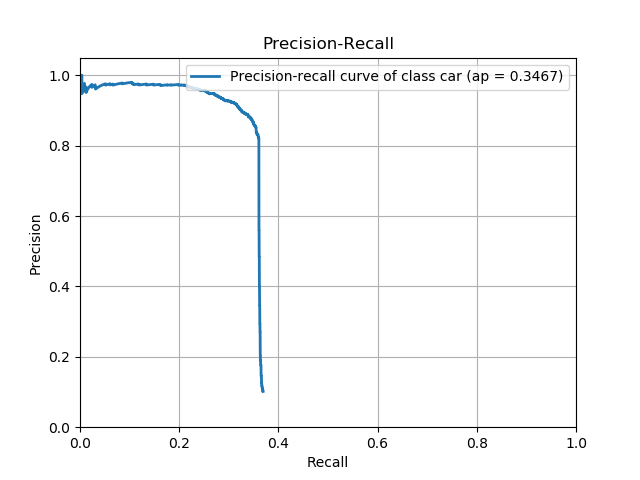 Precision-Recall
Precision-recall curve of class car (ap = 0.3467)
1.0
0.8
0.6
0.4
0.2
0.0
Precision
0.0 0.2 0.4 0.6 0.8 1.0
Recall